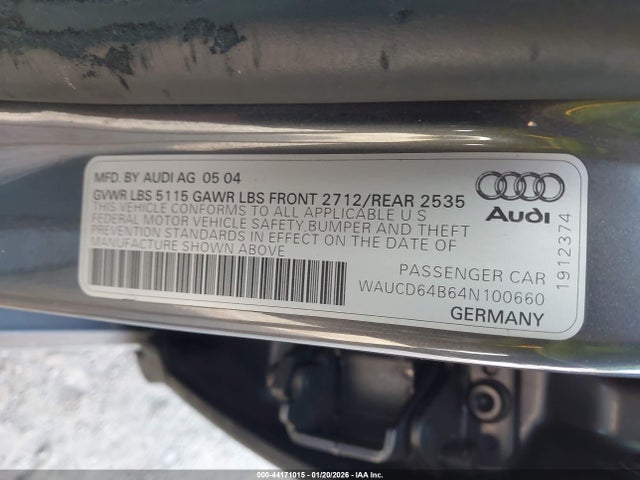 MFD. BY AUDI AG 05 04
GVWR LBS 5115 GAWR LBS FRONT 2712/REAR 2535
THIS VEHICLE CONFORMS TO ALL APPLICABLE U S
FEDERAL MOTOR VEHICLE SAFETY, BUMPER AND THEFT
PREVENTION STANDARDS IN EFFECT ON THE DATE OF
MANUFACTURE SHOWN ABOVE
PASSENGER CAR
WAUCD64B64N100660
GERMANY
Audi
1912374
000-44171015 - 01/20/2026 - IAAI, Inc.